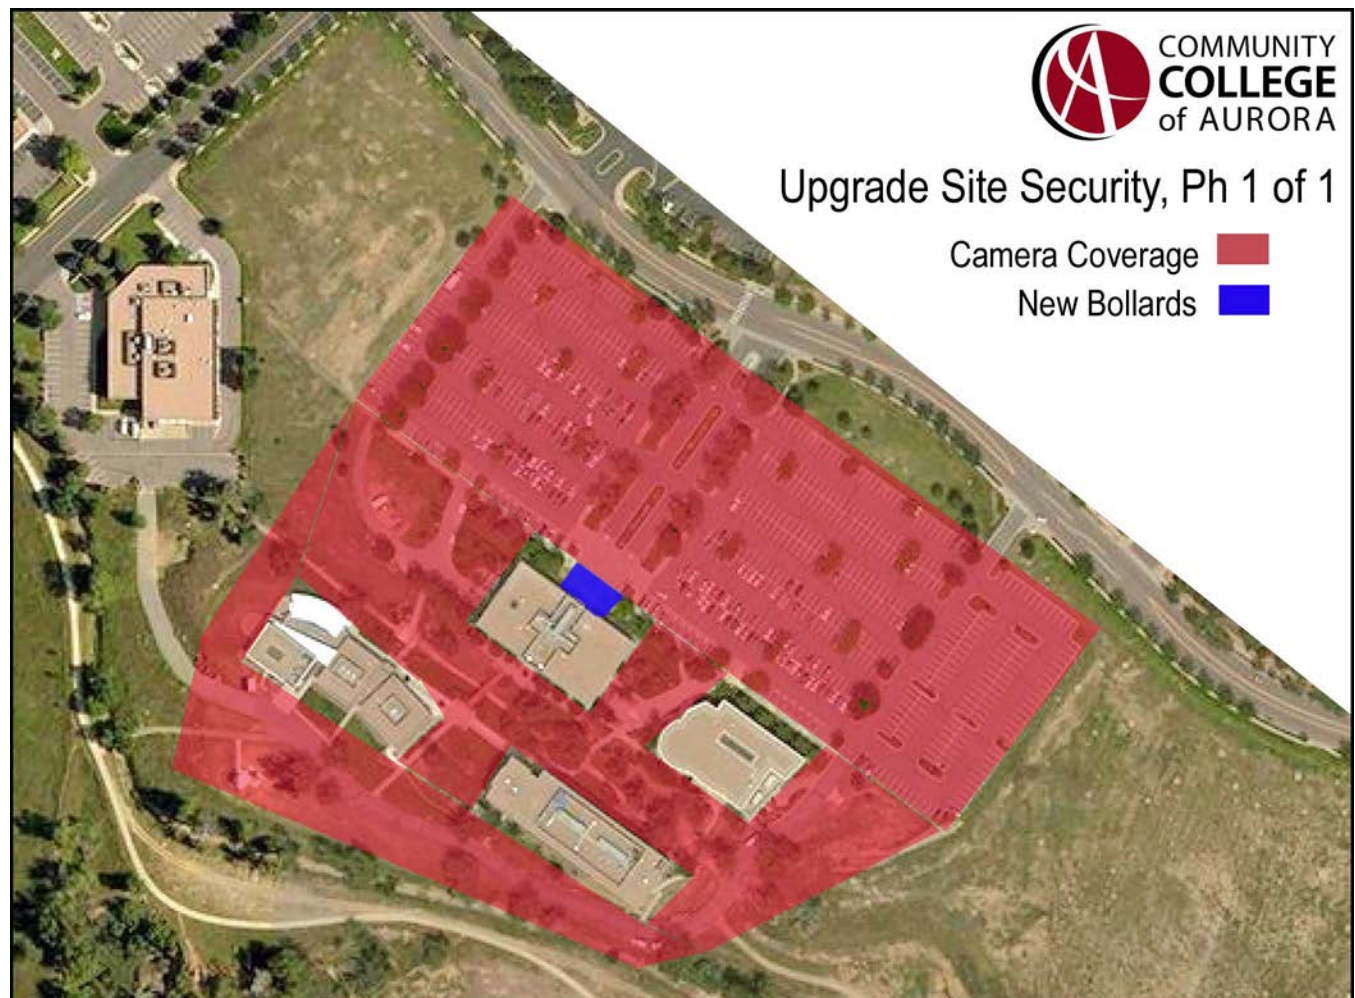 COMMUNITY
COLLEGE
of AURORA
Upgrade Site Security, Ph 1 of 1
Camera Coverage
New Bollards